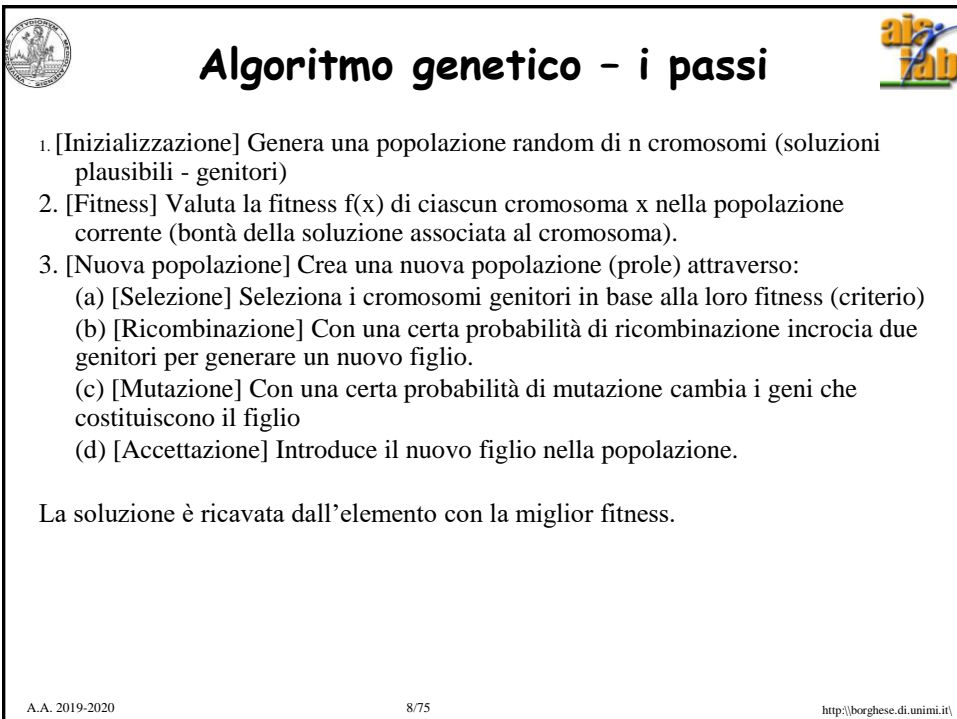 Algoritmo genetico – i passi
ais
lab
1. [Inizializzazione] Genera una popolazione random di n cromosomi (soluzioni
plausibili - genitori)
2. [Fitness] Valuta la fitness f(x) di ciascun cromosoma x nella popolazione
corrente (bontà della soluzione associata al cromosoma).
3. [Nuova popolazione] Crea una nuova popolazione (prole) attraverso:
(a) [Selezione] Seleziona i cromosomi genitori in base alla loro fitness (criterio)
(b) [Ricombinazione] Con una certa probabilità di ricombinazione incrocia due
genitori per generare un nuovo figlio.
(c) [Mutazione] Con una certa probabilità di mutazione cambia i geni che
costituiscono il figlio
(d) [Accettazione] Introduce il nuovo figlio nella popolazione.
La soluzione è ricavata dall’elemento con la miglior fitness.
A.A. 2019-2020
8/75
http:\\borghese.di.unimi.it\